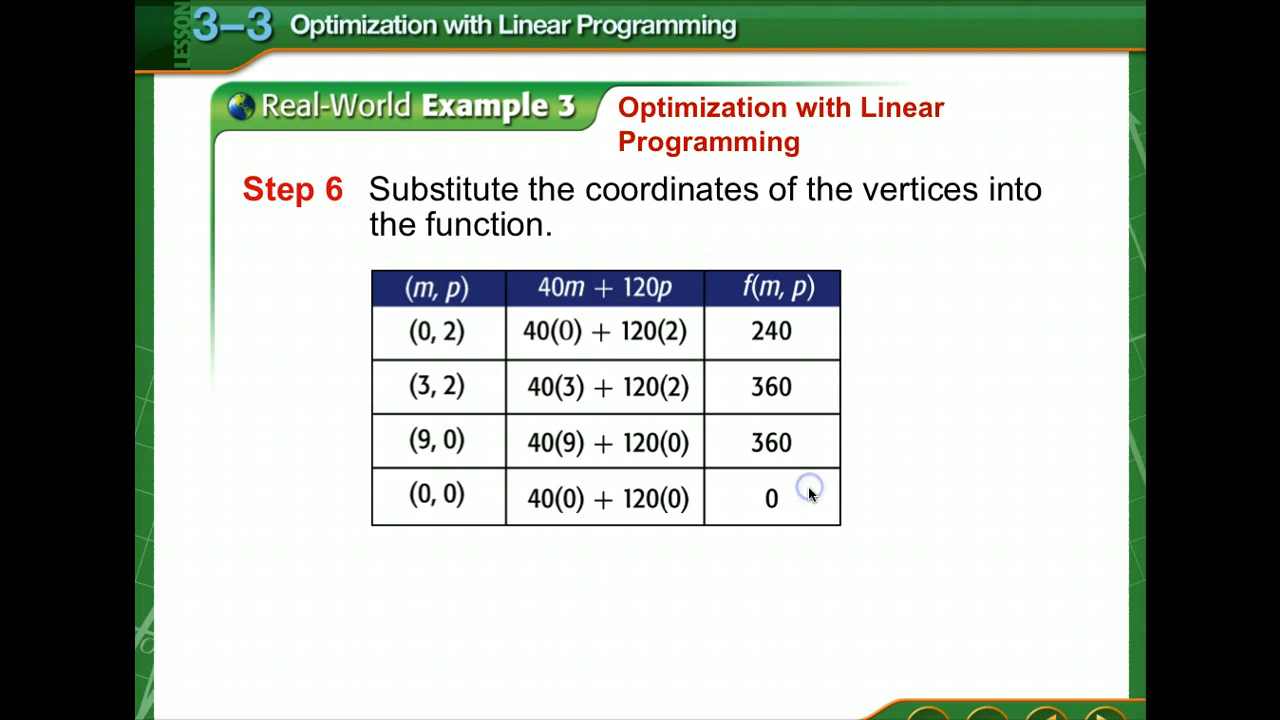 LESSON 3–3 Optimization with Linear Programming
Real-World Example 3
Optimization with Linear
Programming
Step 6 Substitute the coordinates of the vertices into
the function.
(m, p) 40m + 120p f(m, p)
(0, 2) 40(0) + 120(2) 240
(3, 2) 40(3) + 120(2) 360
(9, 0) 40(9) + 120(0) 360
(0, 0) 40(0) + 120(0) 0